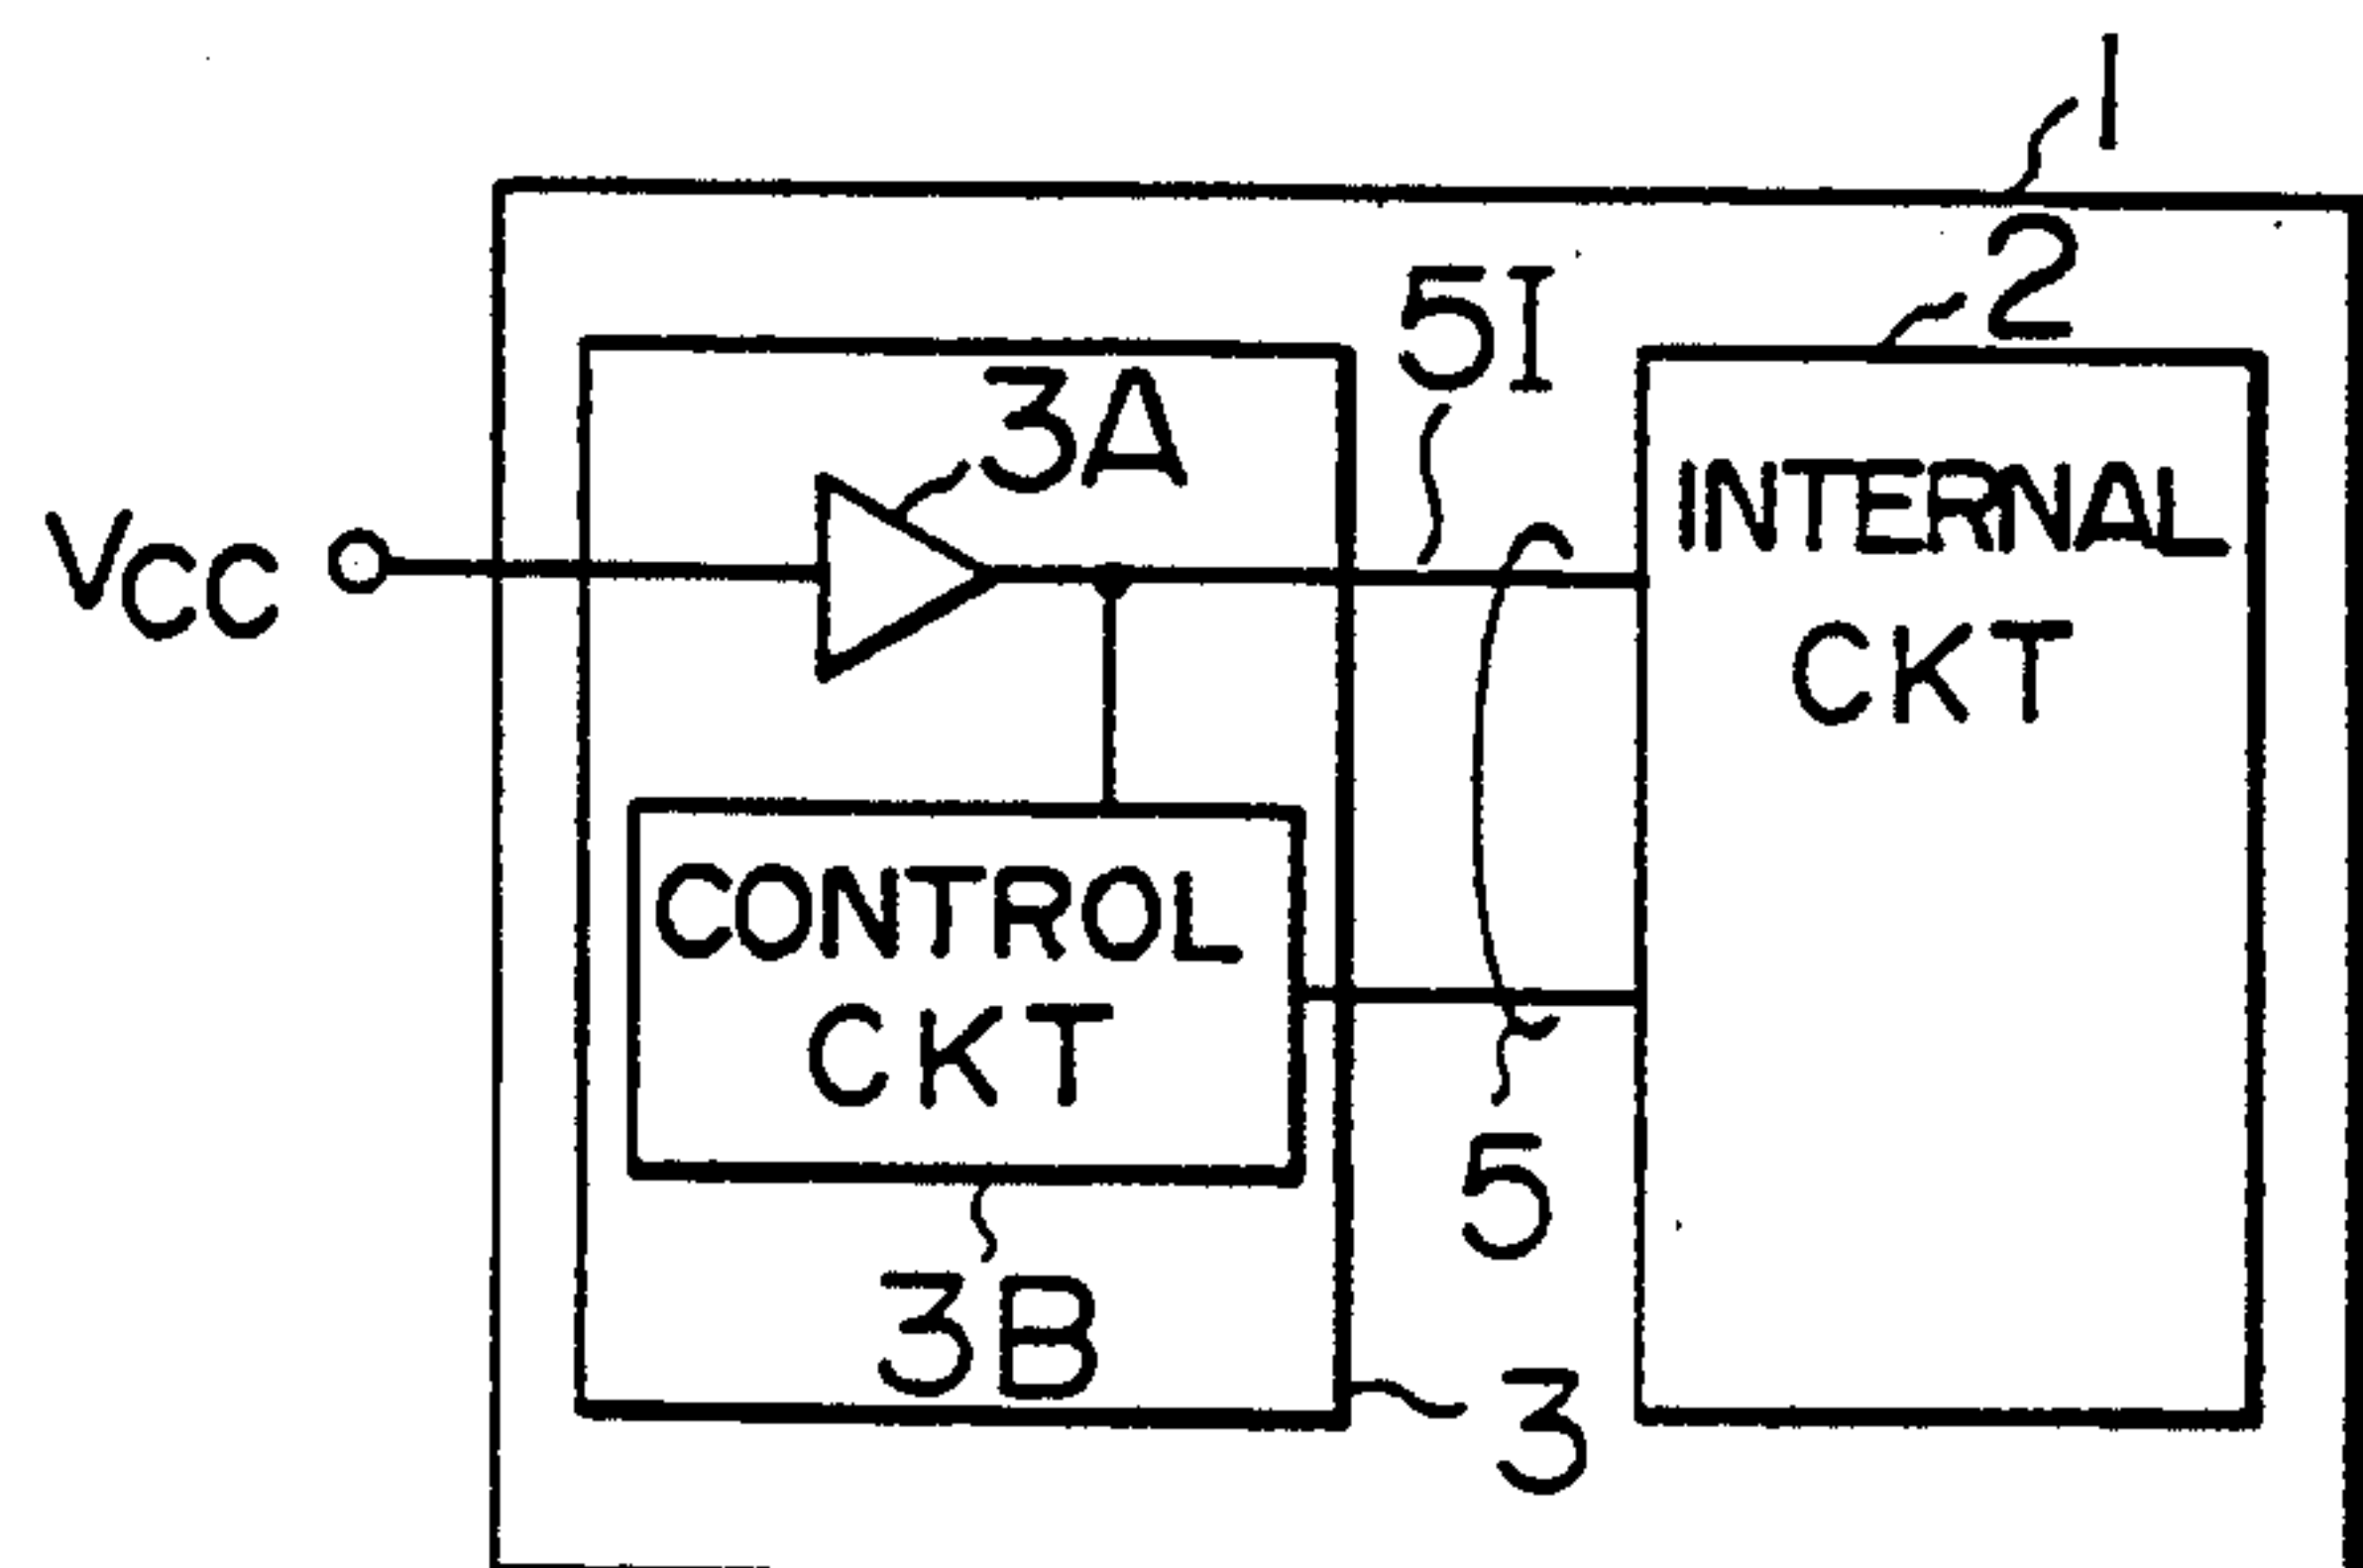 1
2
5I
3A
VCC
INTERNAL
CKT
CONTROL
CKT
5
3B
3